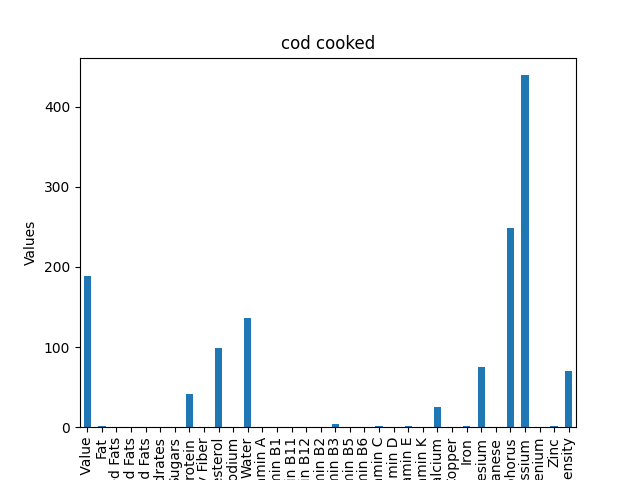 cod cooked
Values
400
300
200
100
0
Value
Fat
d Fats
d Fats
d Fats
drates
Sugars
rotein
y Fiber
esterol
odium
Water
amin A
min B1
in B11
in B12
min B2
min B3
min B5
min B6
amin C
min D
amin E
amin K
alcium
opper
Iron
esium
anese
phorus
ssium
enium
Zinc
ensity